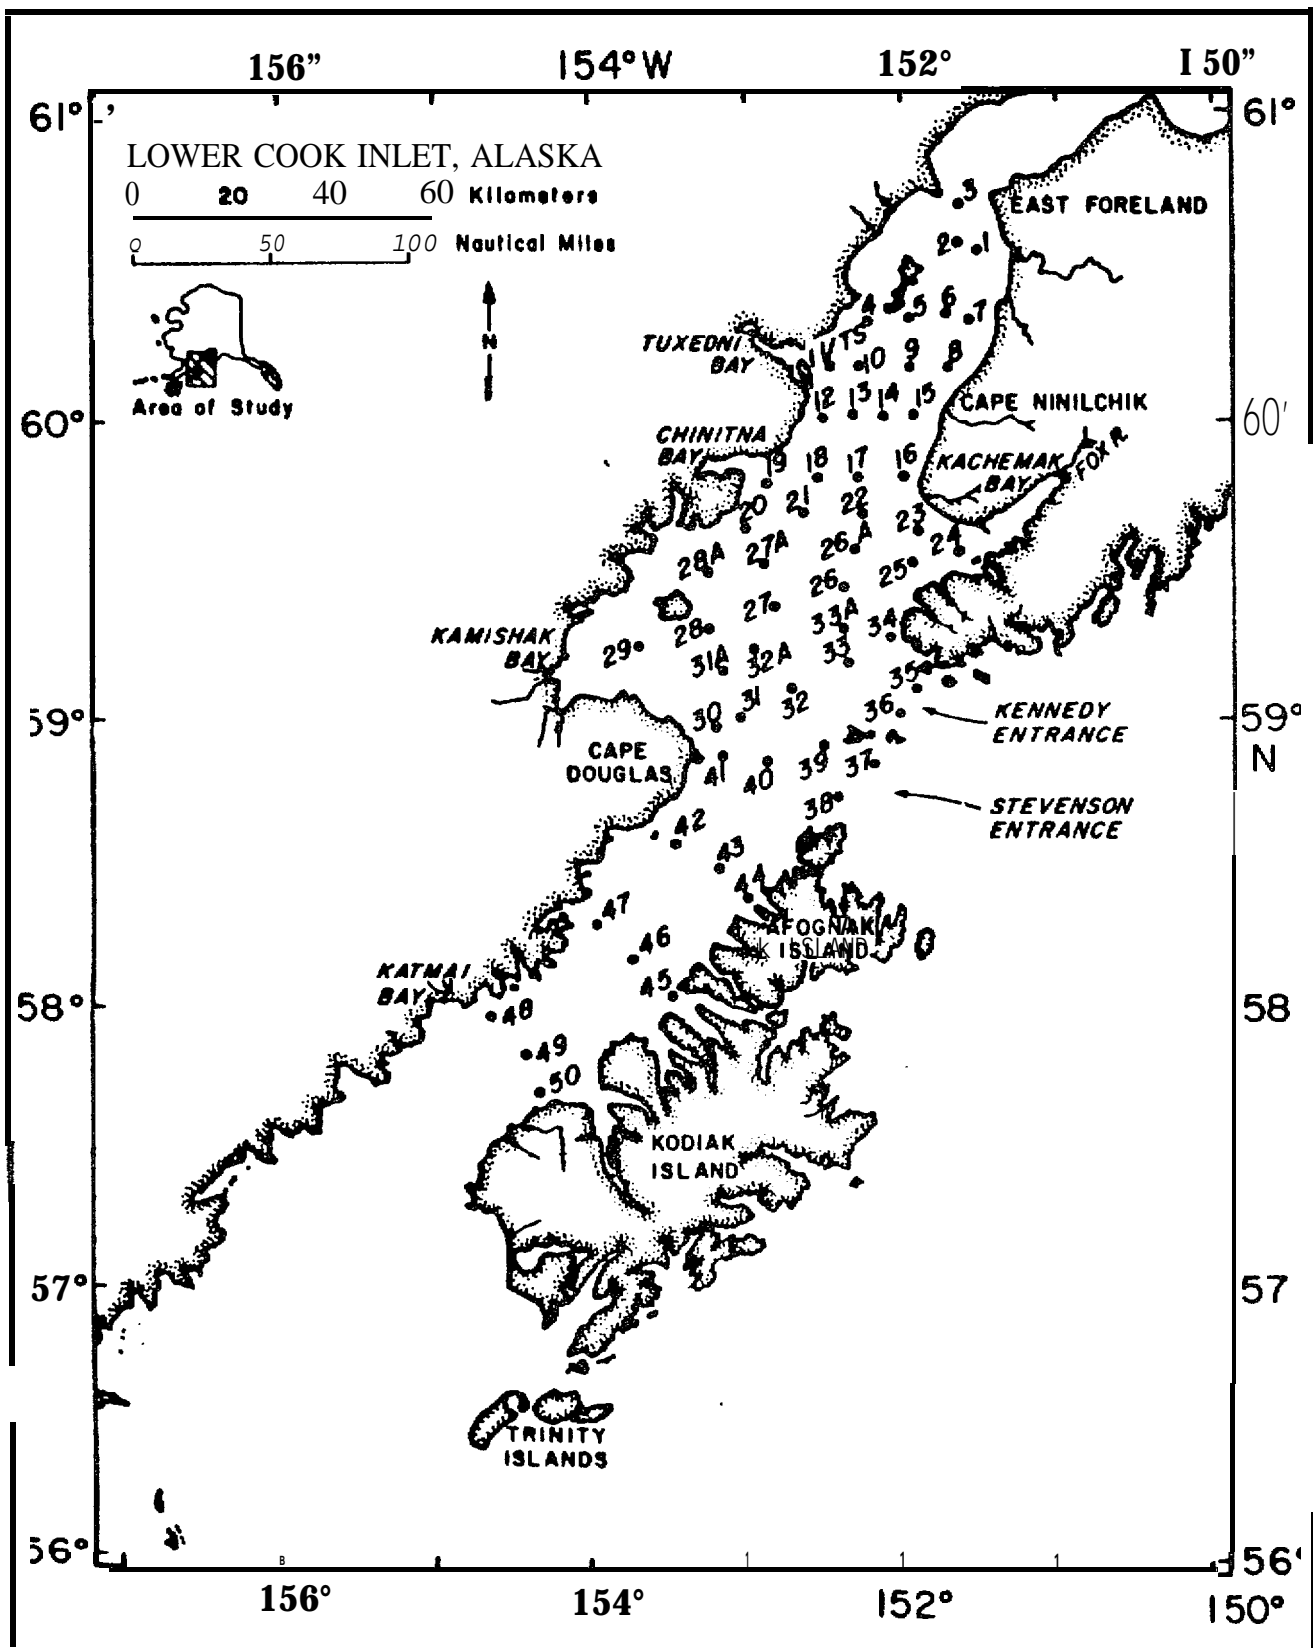 156” 154°W 152° I 50”
61° ’ 61°
LOWER COOK INLET, ALASKA
0 20 40 60 Kilometers
0 50 100 Nautical Miles
N
Area of Study
EAST FORELAND
3
2 1
4 5 6 7
TUXEDNI
BAY
VTS
11 10 9 8
12 13 14 15
CAPE NINILCHIK
60° 60'
CHINITNA
BAY
KACHEMAK
BAY
FOX R
19 18 17 16
20 21 22 23
28A 27A 26A 24
26 25
28 27 33A 34
KAMISHAK
BAY
29 31A 32A 33
35
30 31 32 36
59° 59°
N
KENNEDY
ENTRANCE
CAPE
DOUGLAS
41 40 39 37
38
STEVENSON
ENTRANCE
42
43
44
47
46
45
AFOGNAK
ISLAND
KATMAI
BAY
58° 58
48
49
50
KODIAK
ISLAND
57° 57
TRINITY
ISLANDS
56° 56'
156° 154° 152° 150°